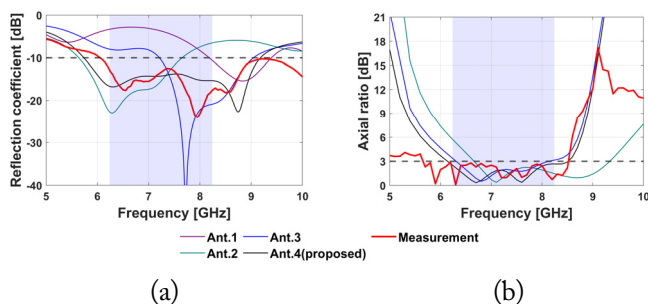 Reflection coefficient [dB]
0
-10
-20
-30
-40
5 6 7 8 9 10
Frequency [GHz]
Axial ratio [dB]
21
18
15
12
9
6
3
0
5 6 7 8 9 10
Frequency [GHz]
Ant.1 Ant.3 Measurement
Ant.2 Ant.4(proposed)
(a) (b)